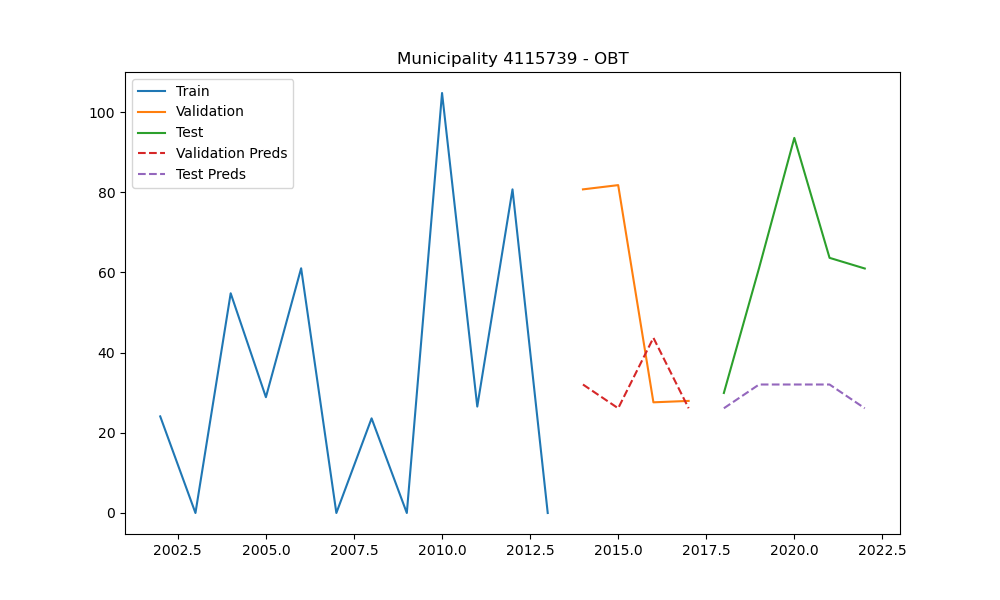 Municipality 4115739 - OBT
Train
Validation
Test
Validation Preds
Test Preds
100
80
60
40
20
0
2002.5 2005.0 2007.5 2010.0 2012.5 2015.0 2017.5 2020.0 2022.5